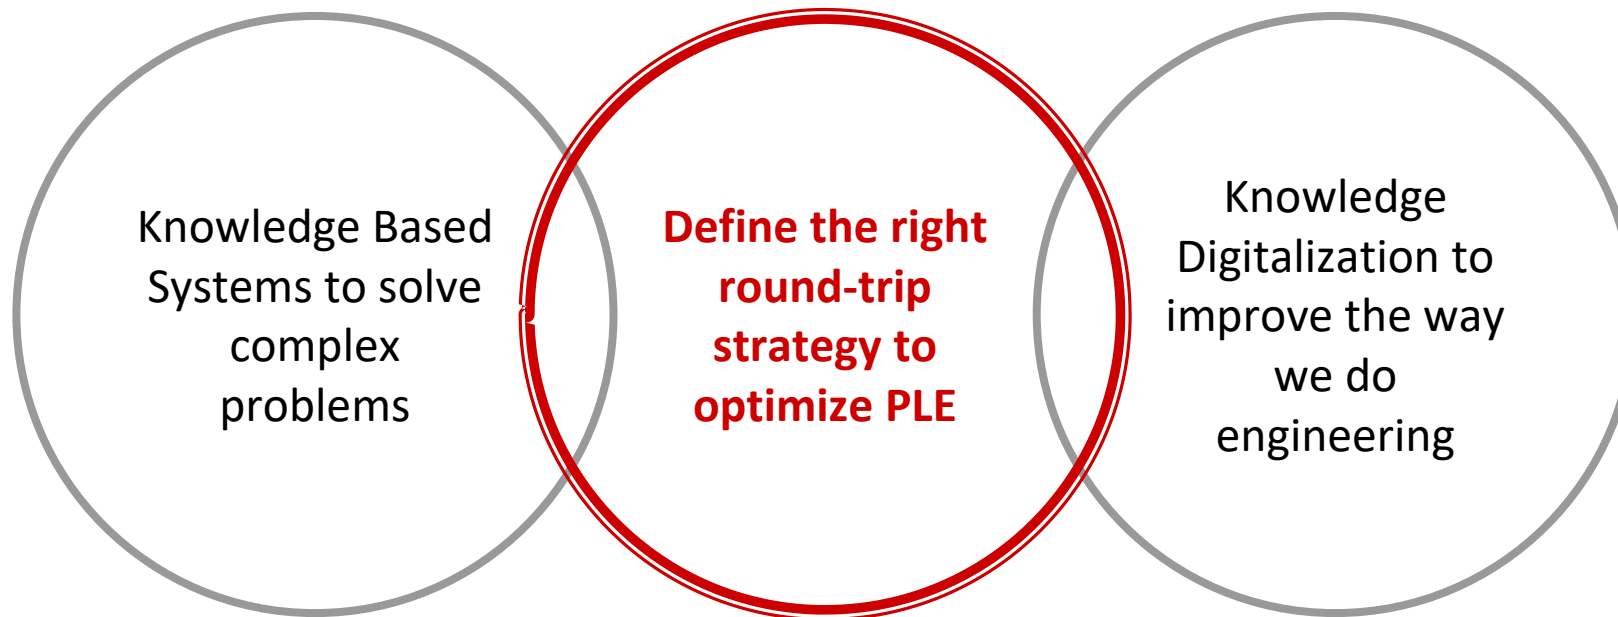 Knowledge Based
Systems to solve
complex
problems
Define the right
round-trip
strategy to
optimize PLE
Knowledge
Digitalization to
improve the way
we do
engineering